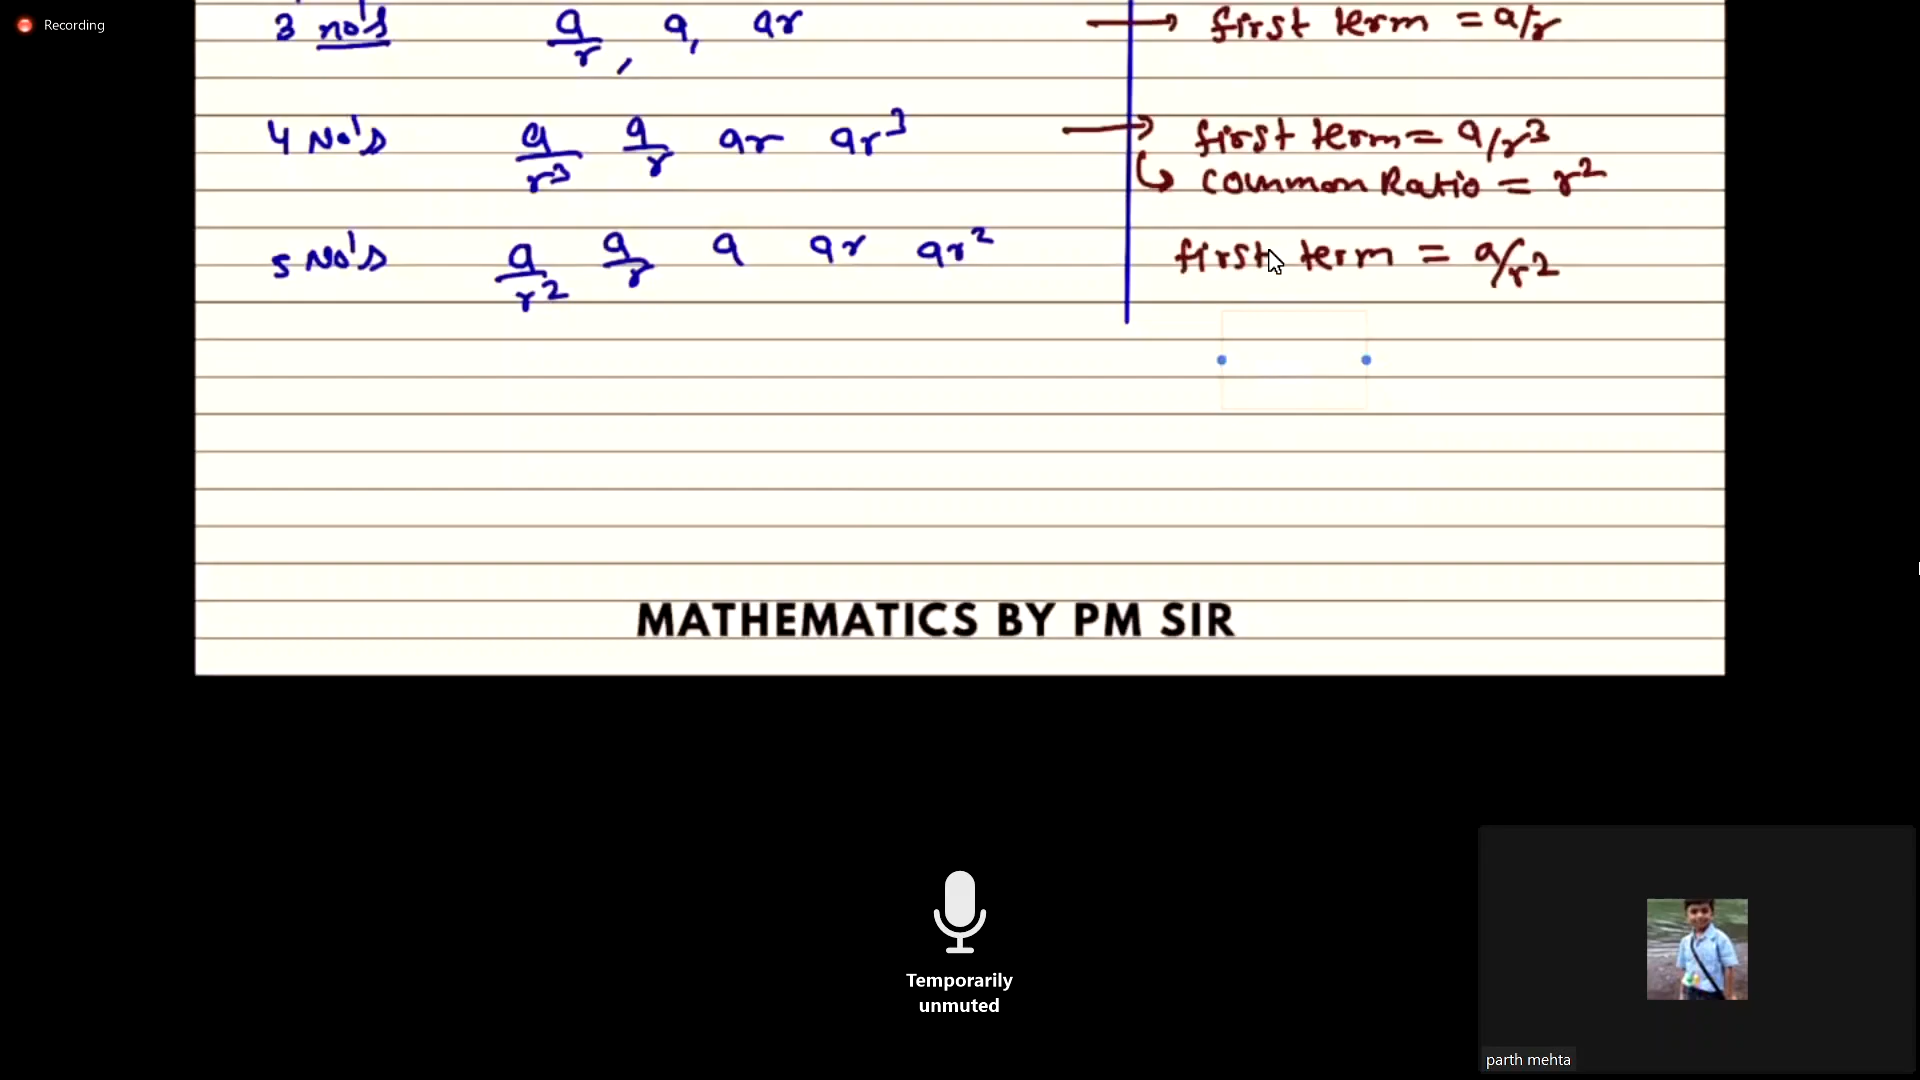 Recording
3 no's a/r, a, ar → first term = a/r
4 No's a/r³ a/r ar ar³ → first term = a/r³
↳ common Ratio = r²
5 No's a/r² a/r a ar ar² first term = a/r²
MATHEMATICS BY PM SIR
Temporarily
unmuted
parth mehta